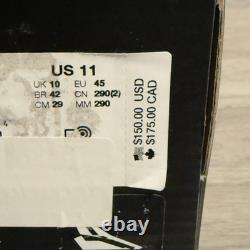 US 11
UK 10 EU 45
BR 42 CN 290(2)
CM 29 MM 290
$150.00 USD
$175.00 CAD
© ebay